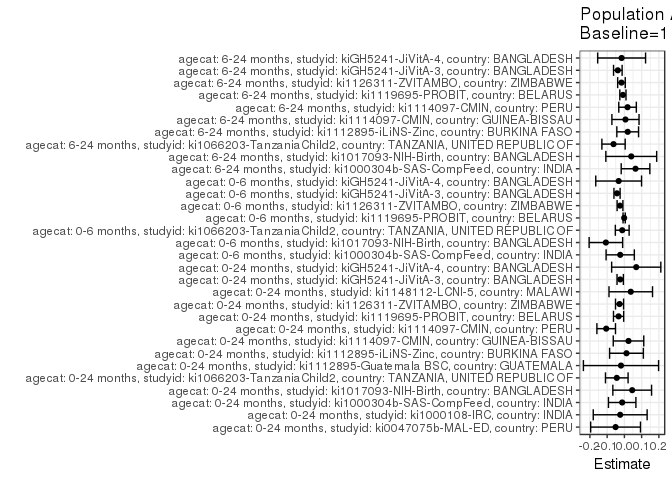 Population A
Baseline=1
agecat: 6-24 months, studyid: kiGH5241-JiVitA-4, country: BANGLADESH
agecat: 6-24 months, studyid: kiGH5241-JiVitA-3, country: BANGLADESH
agecat: 6-24 months, studyid: ki1126311-ZVITAMBO, country: ZIMBABWE
agecat: 6-24 months, studyid: ki1119695-PROBIT, country: BELARUS
agecat: 6-24 months, studyid: ki1114097-CMIN, country: PERU
agecat: 6-24 months, studyid: ki1114097-CMIN, country: GUINEA-BISSAU
agecat: 6-24 months, studyid: ki1112895-iLiNS-Zinc, country: BURKINA FASO
agecat: 6-24 months, studyid: ki1066203-TanzaniaChild2, country: TANZANIA, UNITED REPUBLIC OF
agecat: 6-24 months, studyid: ki1017093-NIH-Birth, country: BANGLADESH
agecat: 6-24 months, studyid: ki1000304b-SAS-CompFeed, country: INDIA
agecat: 0-6 months, studyid: kiGH5241-JiVitA-4, country: BANGLADESH
agecat: 0-6 months, studyid: kiGH5241-JiVitA-3, country: BANGLADESH
agecat: 0-6 months, studyid: ki1126311-ZVITAMBO, country: ZIMBABWE
agecat: 0-6 months, studyid: ki1119695-PROBIT, country: BELARUS
agecat: 0-6 months, studyid: ki1066203-TanzaniaChild2, country: TANZANIA, UNITED REPUBLIC OF
agecat: 0-6 months, studyid: ki1017093-NIH-Birth, country: BANGLADESH
agecat: 0-6 months, studyid: ki1000304b-SAS-CompFeed, country: INDIA
agecat: 0-24 months, studyid: kiGH5241-JiVitA-4, country: BANGLADESH
agecat: 0-24 months, studyid: kiGH5241-JiVitA-3, country: BANGLADESH
agecat: 0-24 months, studyid: ki1148112-LCNI-5, country: MALAWI
agecat: 0-24 months, studyid: ki1126311-ZVITAMBO, country: ZIMBABWE
agecat: 0-24 months, studyid: ki1119695-PROBIT, country: BELARUS
agecat: 0-24 months, studyid: ki1114097-CMIN, country: PERU
agecat: 0-24 months, studyid: ki1114097-CMIN, country: GUINEA-BISSAU
agecat: 0-24 months, studyid: ki1112895-iLiNS-Zinc, country: BURKINA FASO
agecat: 0-24 months, studyid: ki1112895-Guatemala BSC, country: GUATEMALA
agecat: 0-24 months, studyid: ki1066203-TanzaniaChild2, country: TANZANIA, UNITED REPUBLIC OF
agecat: 0-24 months, studyid: ki1017093-NIH-Birth, country: BANGLADESH
agecat: 0-24 months, studyid: ki1000304b-SAS-CompFeed, country: INDIA
agecat: 0-24 months, studyid: ki1000108-IRC, country: INDIA
agecat: 0-24 months, studyid: ki0047075b-MAL-ED, country: PERU
-0.2 -0.1 0.0 0.1 0.2
Estimate